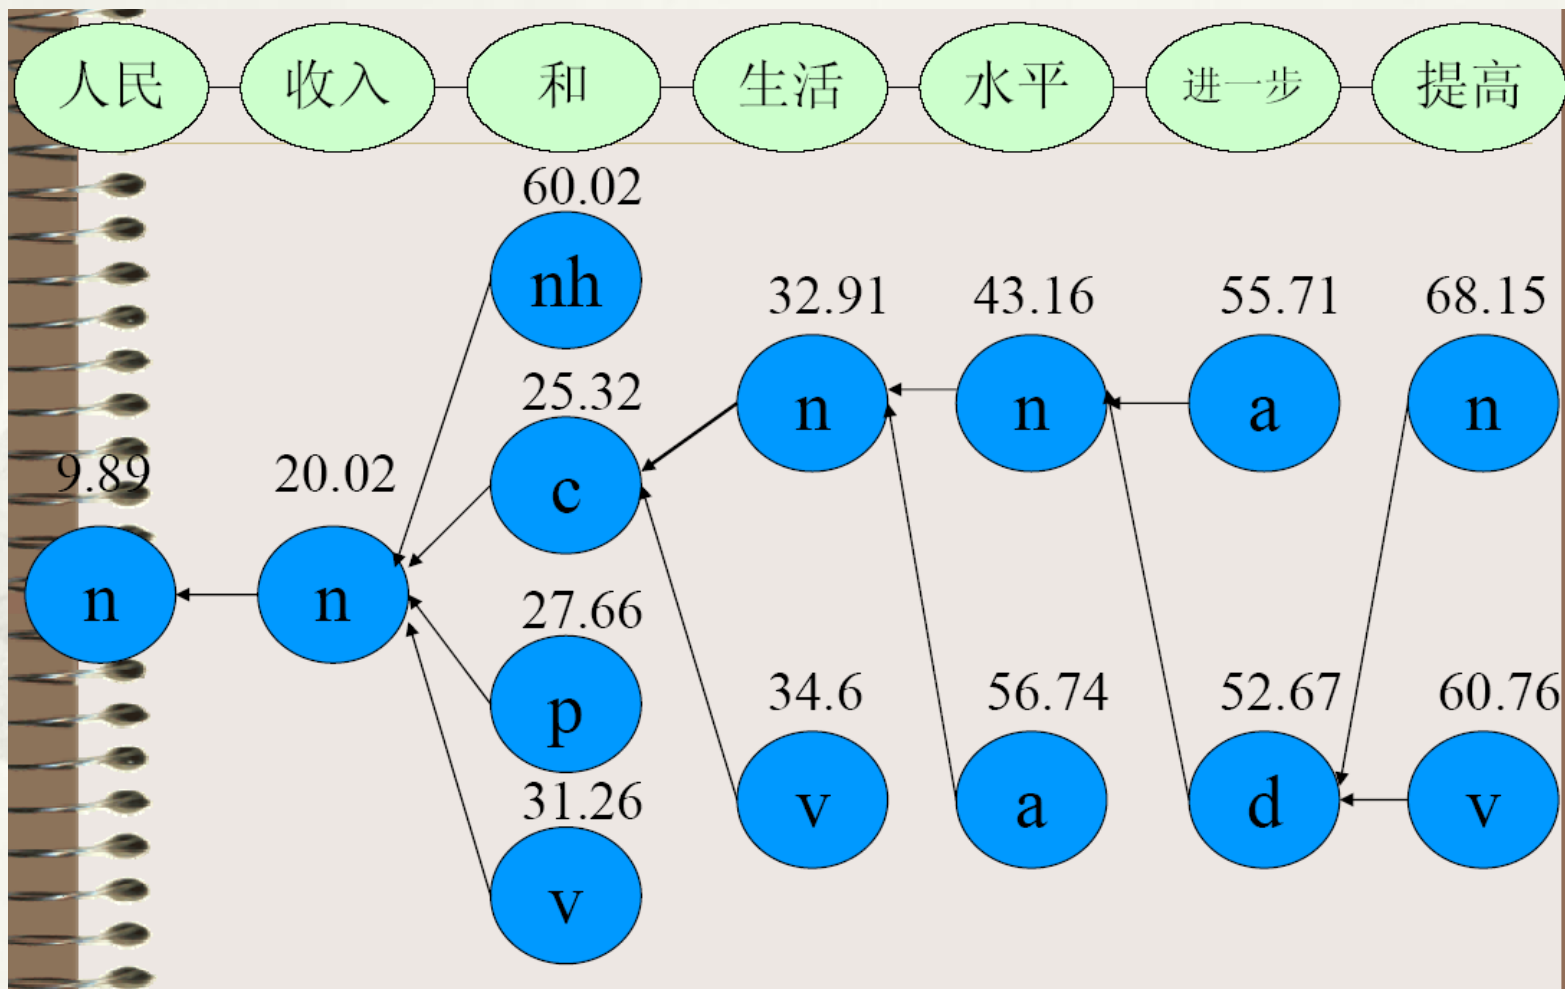 人民 收入 和 生活 水平 进一步 提高
60.02
nh
32.91 43.16 55.71 68.15
25.32
n n a n
9.89 20.02
c
n n
27.66
p
34.6 56.74 52.67 60.76
v a d v
31.26
v